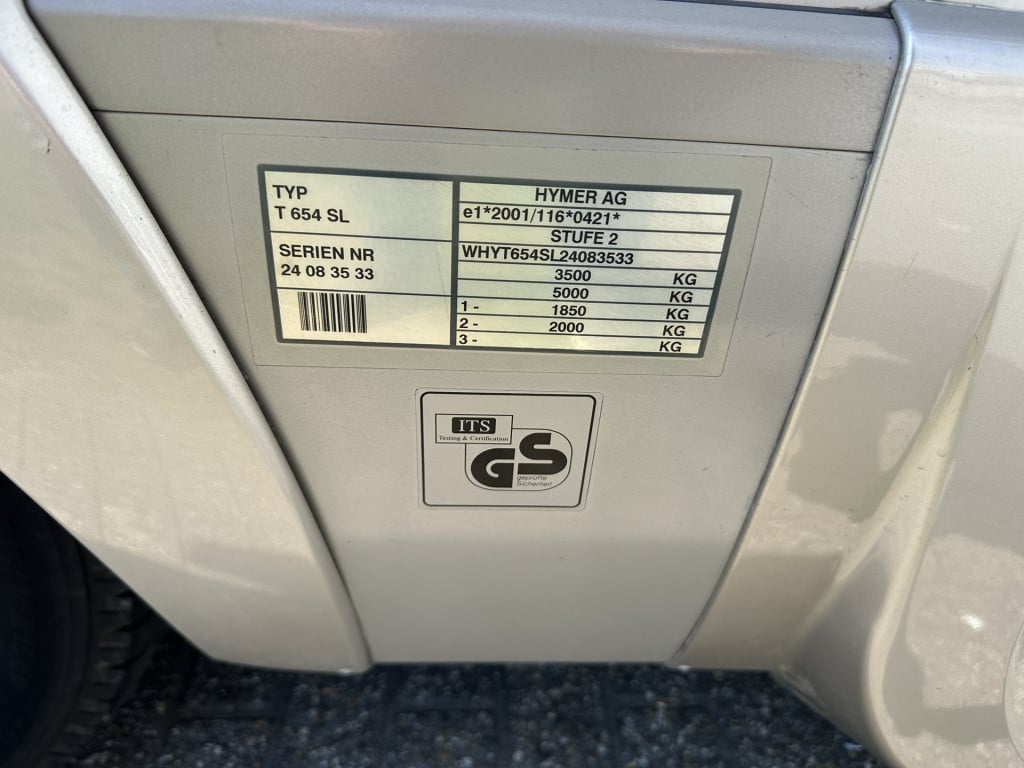 TYP
T 654 SL
SERIEN NR
24 08 35 33
HYMER AG
e1*2001/116*0421*
STUFE 2
WHYT654SL24083533
3500 KG
5000 KG
1 - 1850 KG
2 - 2000 KG
3 - KG
ITS
Testing & Certification
GS
geprüfte
Sicherheit